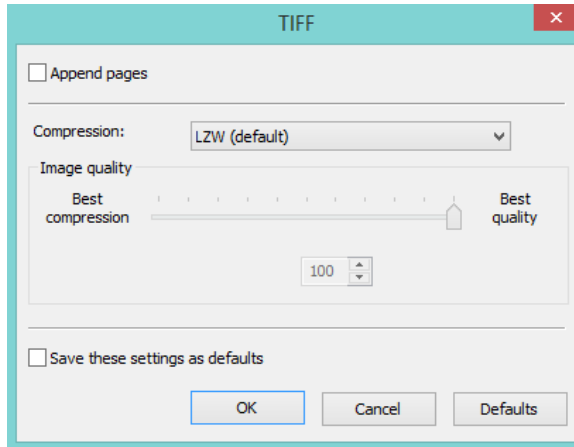 TIFF
Append pages
Compression:
LZW (default)
Image quality
Best
compression
Best
quality
100
Save these settings as defaults
OK
Cancel
Defaults